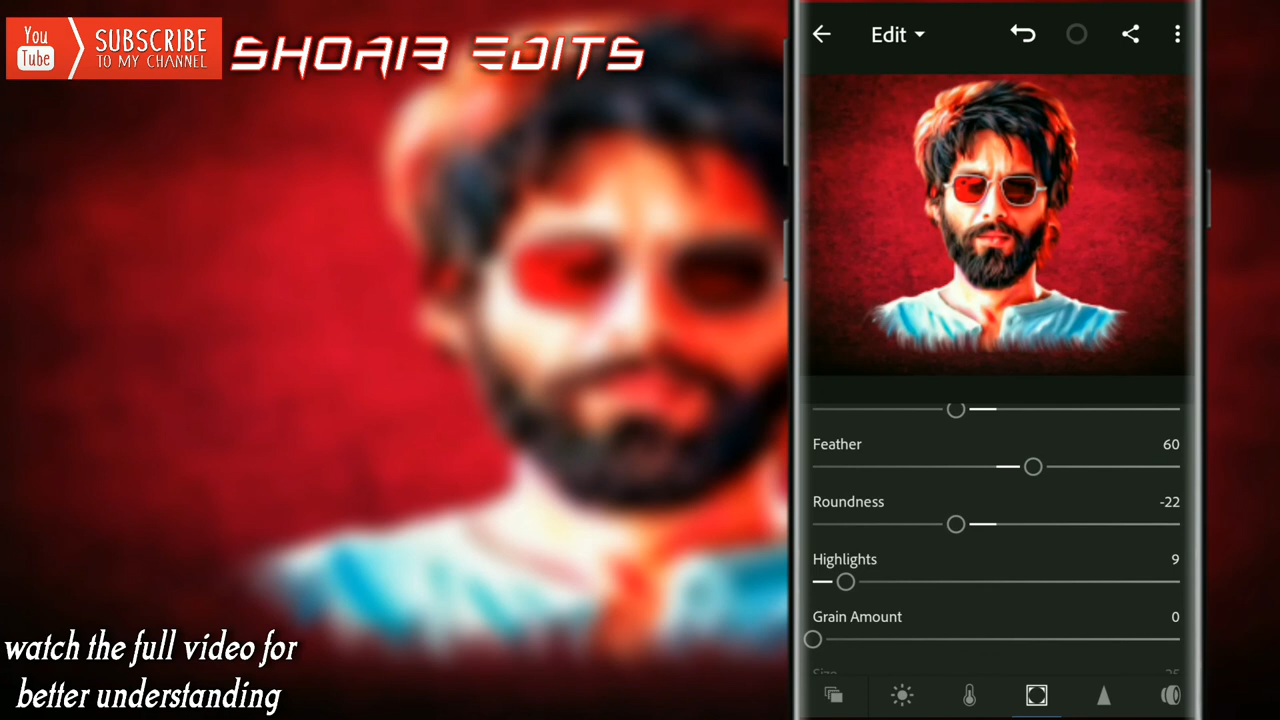 You
Tube
SUBSCRIBE
TO MY CHANNEL
SHOAIB EDITS
Edit
Feather 60
Roundness -22
Highlights 9
Grain Amount 0
watch the full video for
better understanding